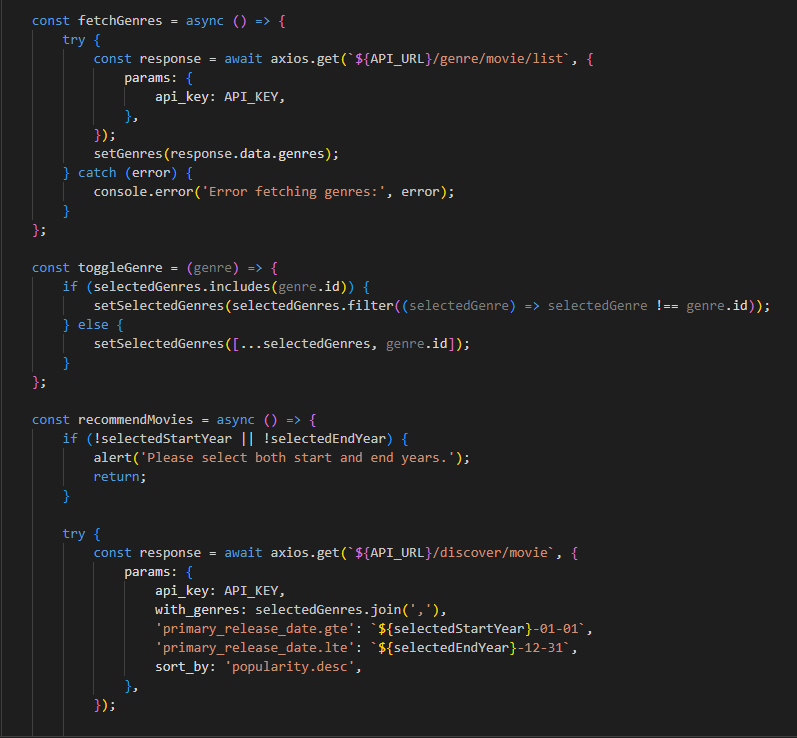 const fetchGenres = async () => {
    try {
        const response = await axios.get(`${API_URL}/genre/movie/list`, {
            params: {
                api_key: API_KEY,
            },
        });
        setGenres(response.data.genres);
    } catch (error) {
        console.error('Error fetching genres:', error);
    }
};

const toggleGenre = (genre) => {
    if (selectedGenres.includes(genre.id)) {
        setSelectedGenres(selectedGenres.filter((selectedGenre) => selectedGenre !== genre.id));
    } else {
        setSelectedGenres([...selectedGenres, genre.id]);
    }
};

const recommendMovies = async () => {
    if (!selectedStartYear || !selectedEndYear) {
        alert('Please select both start and end years.');
        return;
    }

    try {
        const response = await axios.get(`${API_URL}/discover/movie`, {
            params: {
                api_key: API_KEY,
                with_genres: selectedGenres.join(','),
                'primary_release_date.gte': `${selectedStartYear}-01-01`,
                'primary_release_date.lte': `${selectedEndYear}-12-31`,
                sort_by: 'popularity.desc',
            },
        });